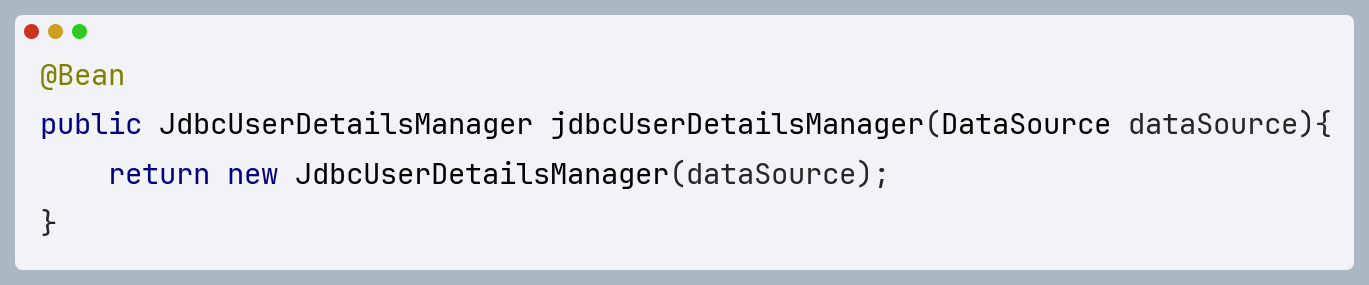 @Bean
public JdbcUserDetailsManager jdbcUserDetailsManager(DataSource dataSource){
    return new JdbcUserDetailsManager(dataSource);
}